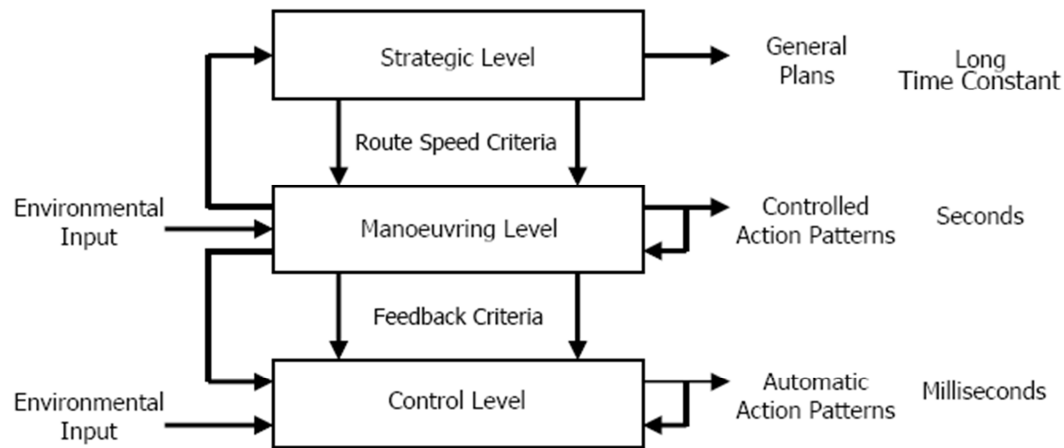 Strategic Level
General
Plans
Long
Time Constant
Route Speed Criteria
Environmental
Input
Manoeuvring Level
Controlled
Action Patterns
Seconds
Feedback Criteria
Environmental
Input
Control Level
Automatic
Action Patterns
Milliseconds